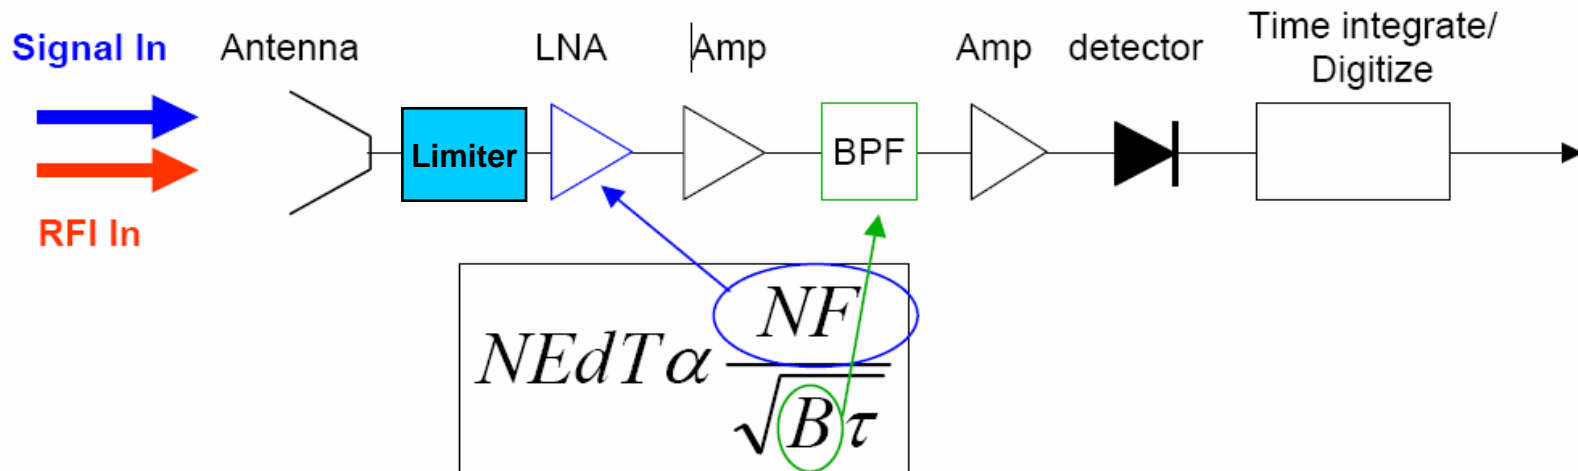 Signal In
Antenna
LNA
Amp
Amp
detector
Time integrate/
Digitize
Limiter
BPF
RFI In
NEdT α NF
√Bτ